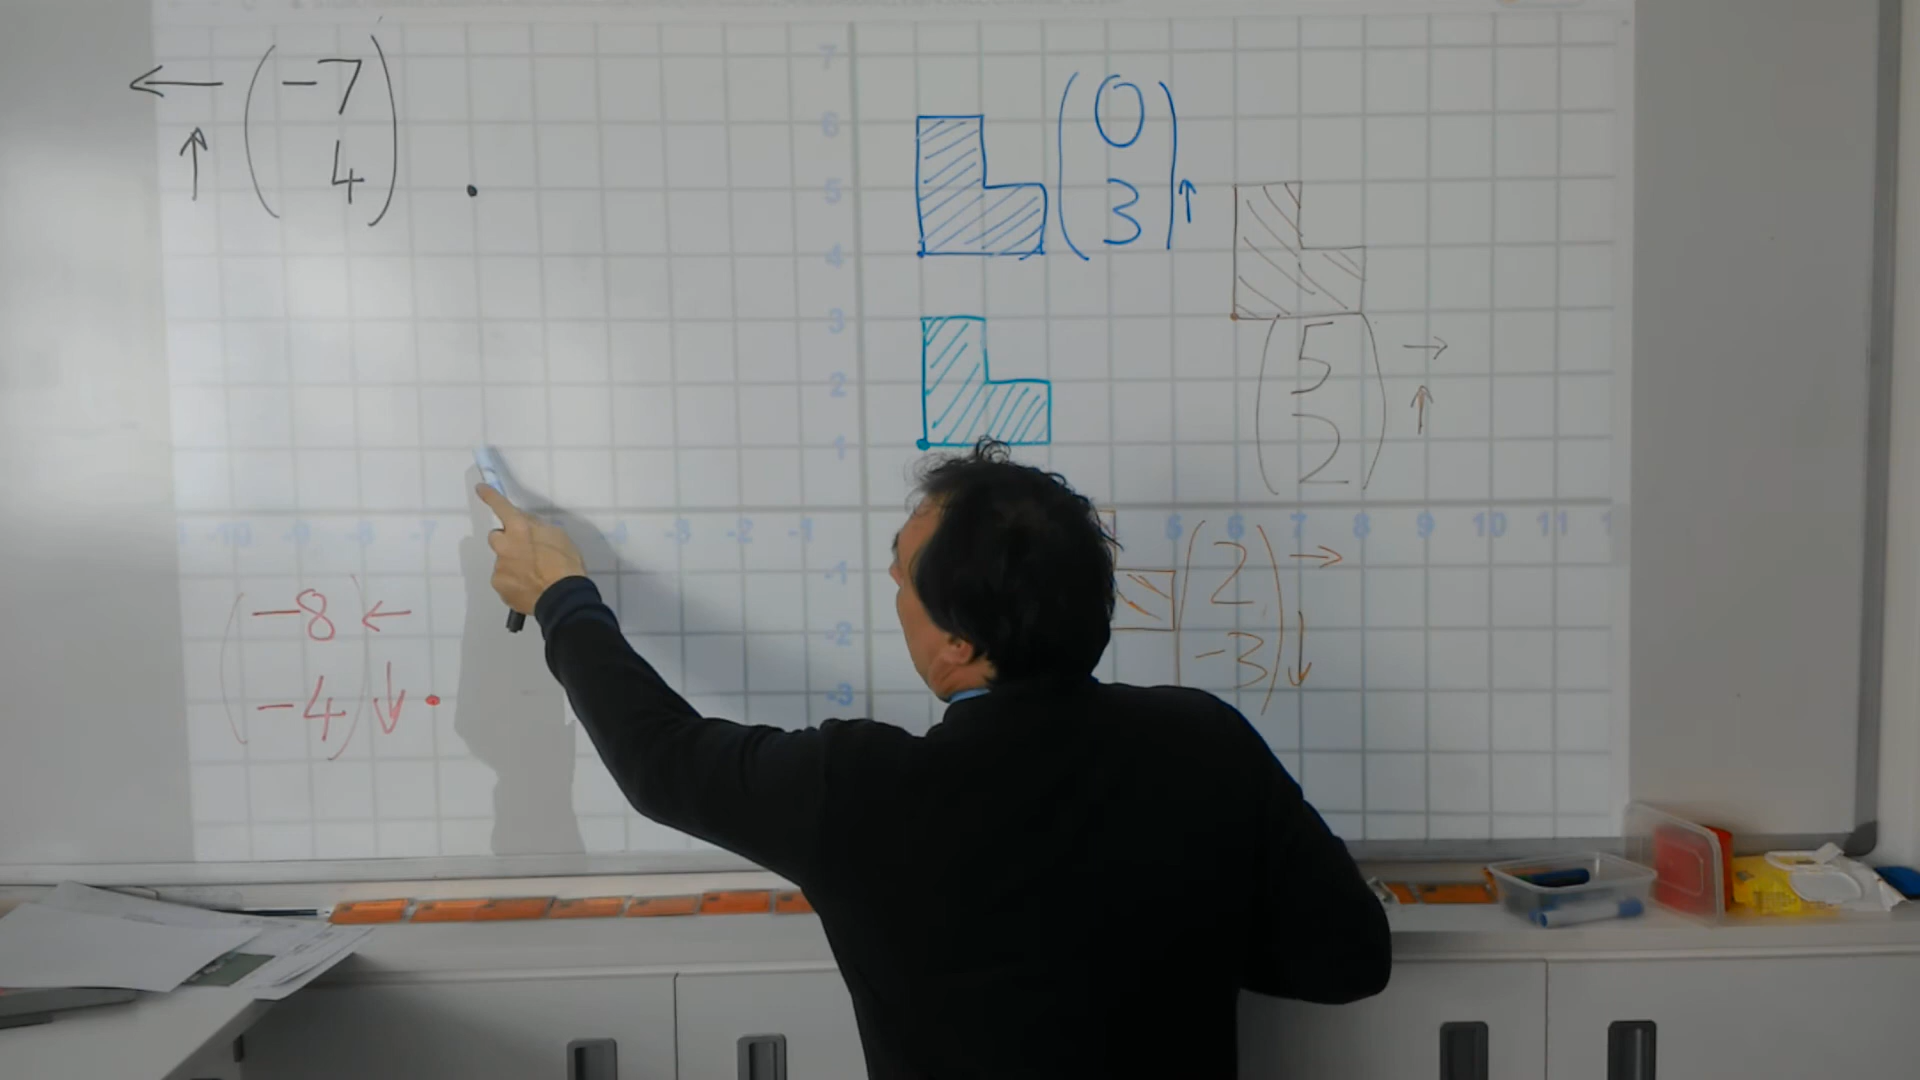 ← ( -7 )
↑ ( 4 )
( 0 )
( 3 ) ↑
( 5 ) →
( 2 ) ↑
( -8 ) ←
( -4 ) ↓
( 2 ) →
( -3 ) ↓
7
6
5
4
3
2
1
-10 -9 -8 -7 -4 -3 -2 -1 5 6 7 8 9 10 11
-1
-2
-3